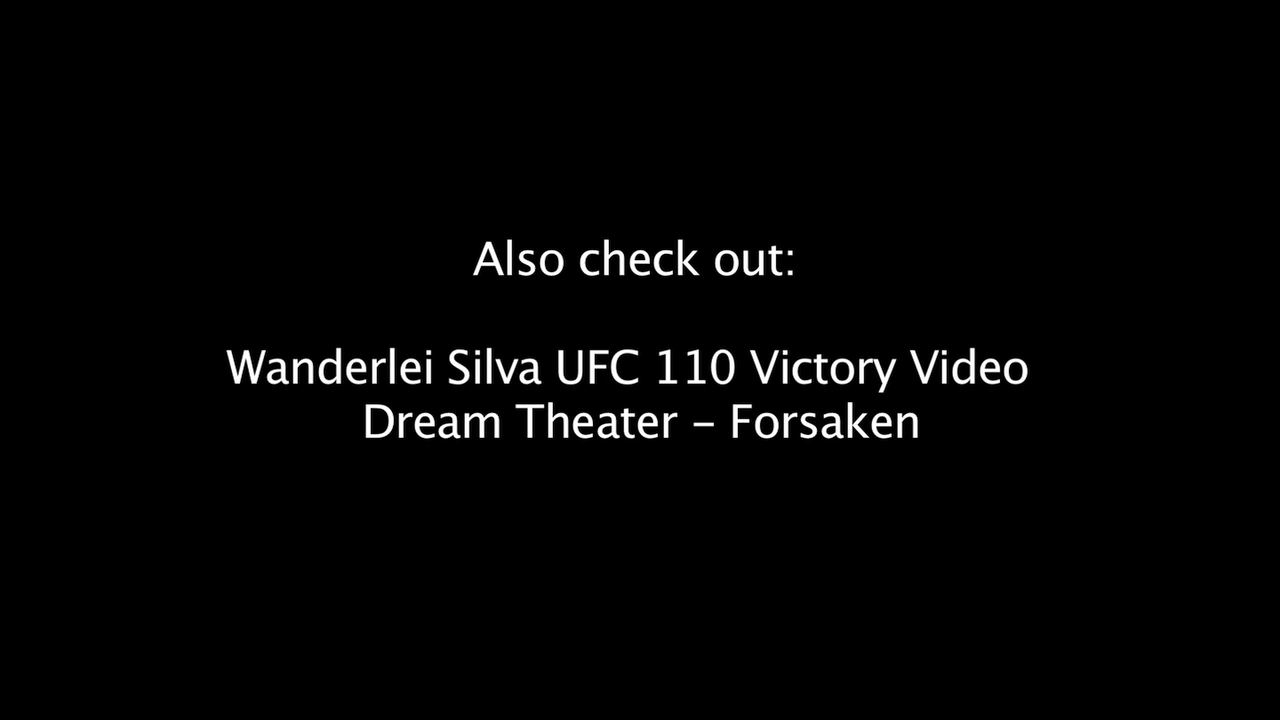 Also check out:
Wanderlei Silva UFC 110 Victory Video
Dream Theater – Forsaken